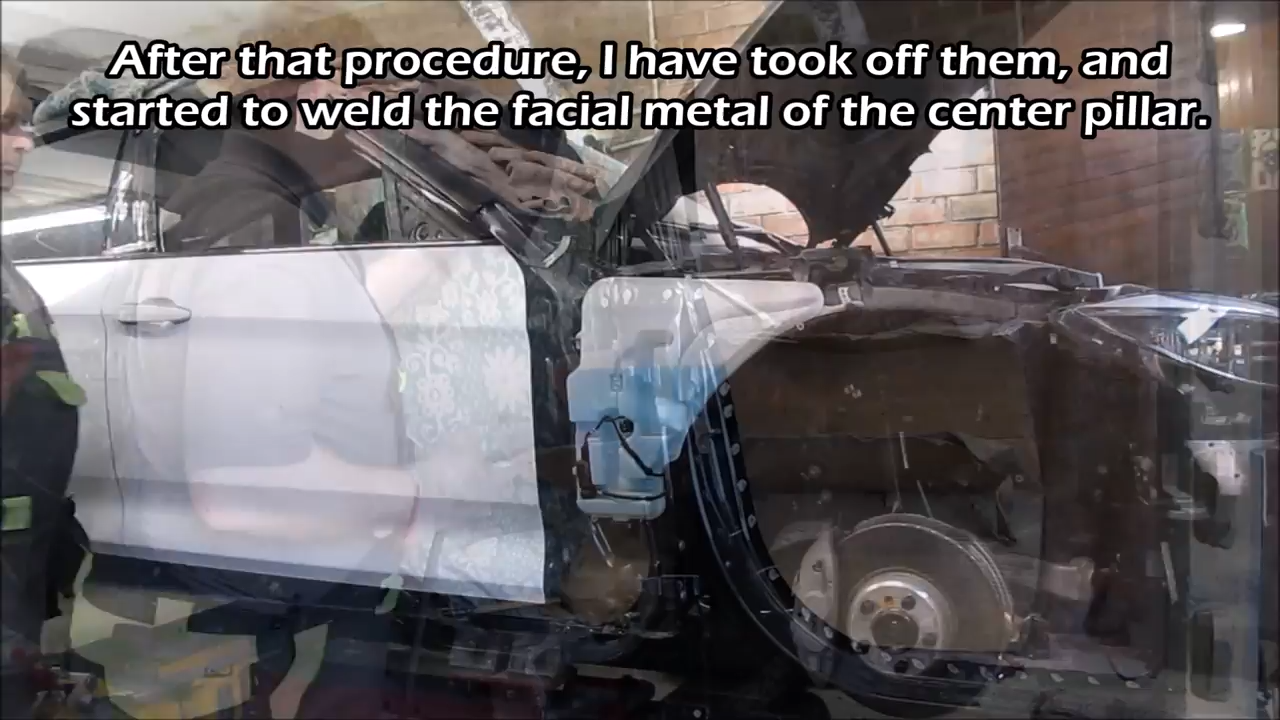 After that procedure, I have took off them, and
started to weld the facial metal of the center pillar.